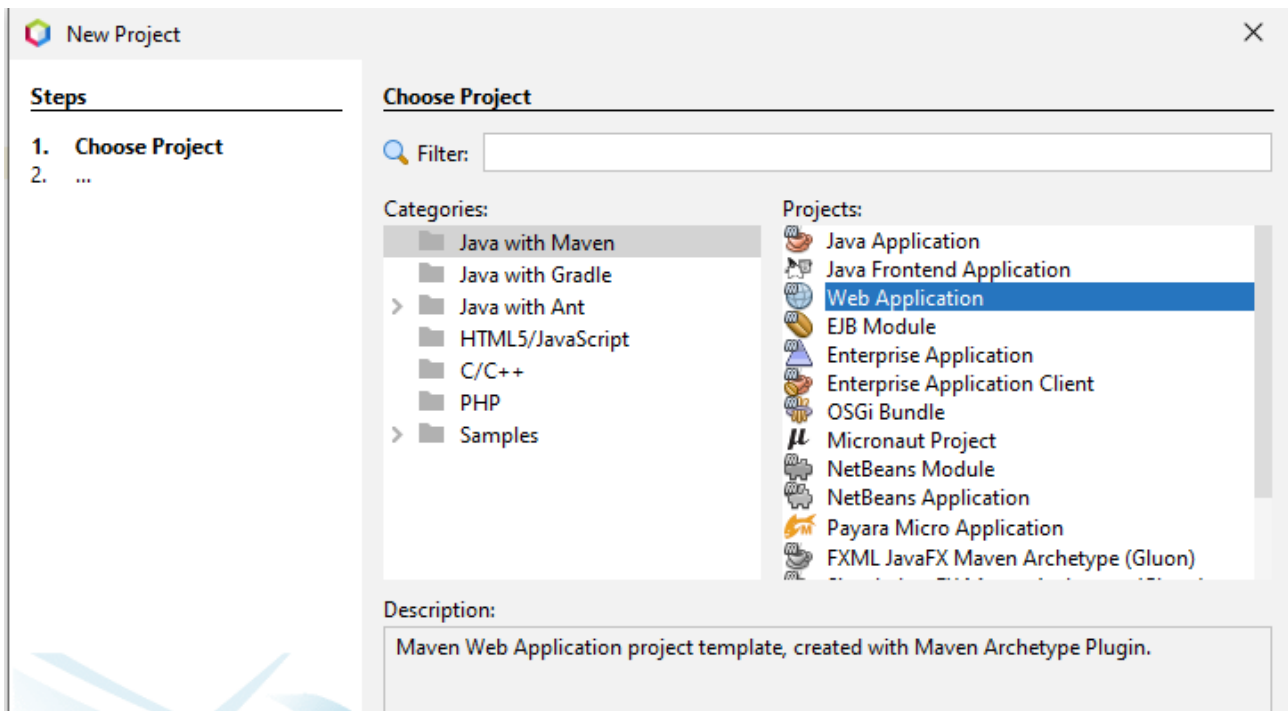 New Project
Steps
1. Choose Project
2. ...
Choose Project
Filter:
Categories:
Java with Maven
Java with Gradle
Java with Ant
HTML5/JavaScript
C/C++
PHP
Samples
Projects:
Java Application
Java Frontend Application
Web Application
EJB Module
Enterprise Application
Enterprise Application Client
OSGi Bundle
Micronaut Project
NetBeans Module
NetBeans Application
Payara Micro Application
FXML JavaFX Maven Archetype (Gluon)
Description:
Maven Web Application project template, created with Maven Archetype Plugin.